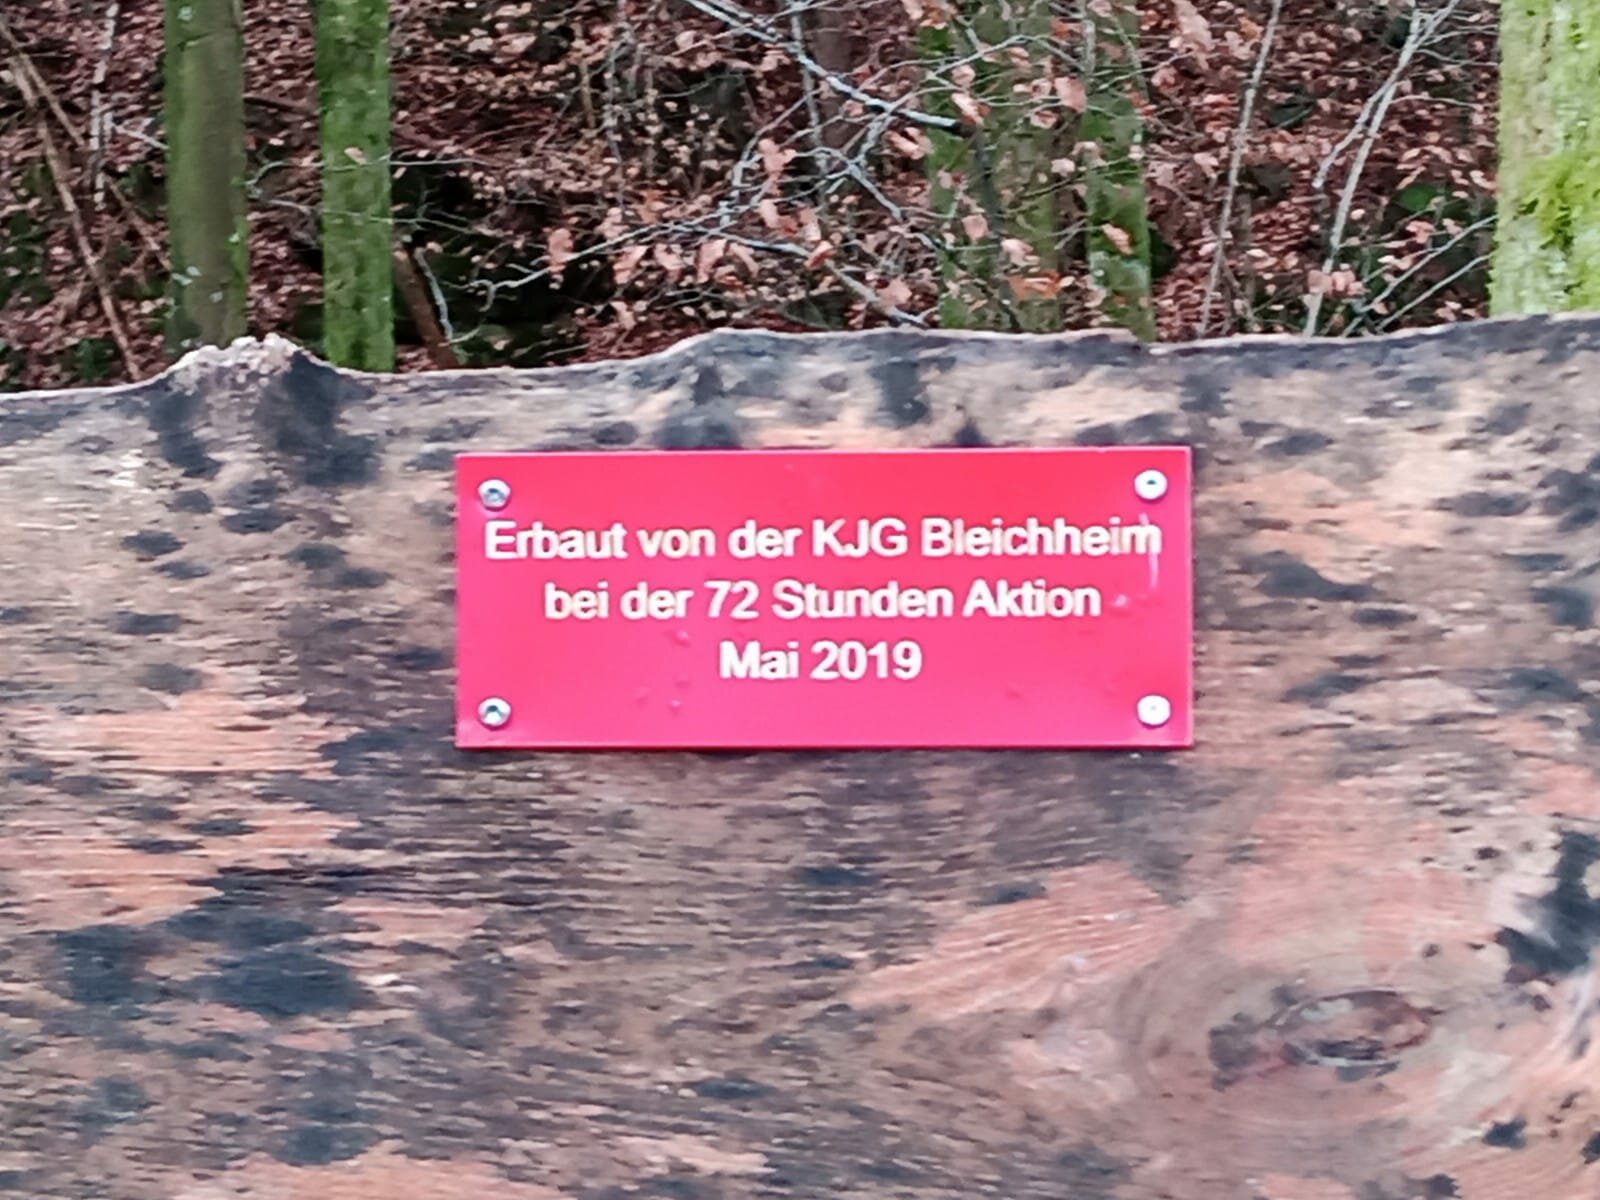 Erbaut von der KJG Bleichheim
bei der 72 Stunden Aktion
Mai 2019